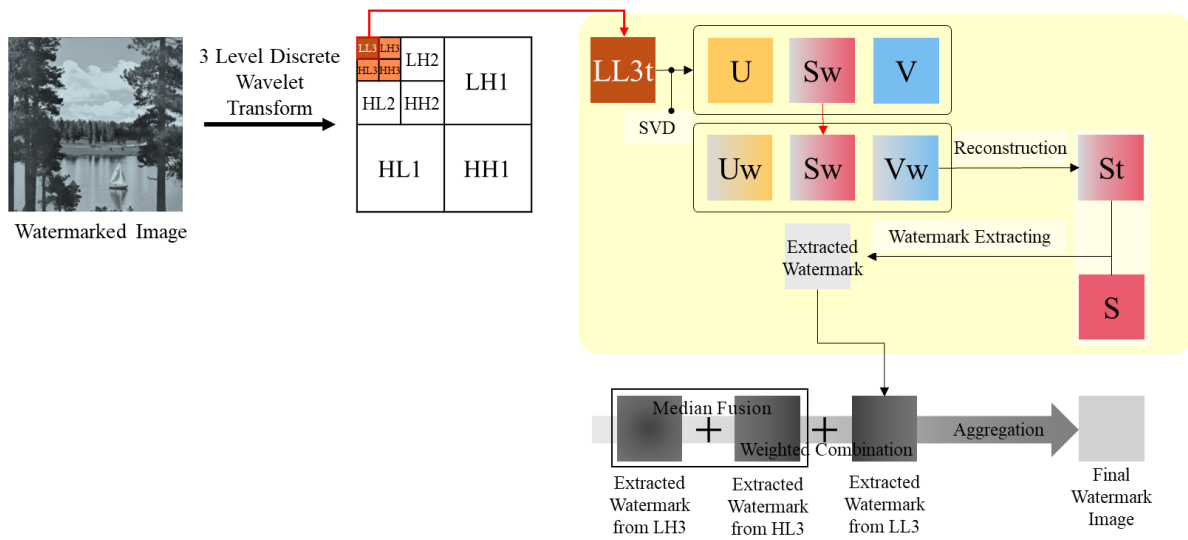 3 Level Discrete
Wavelet
Transform
Watermarked Image
LL3
LH3
HL3
HH3
LH2
HL2
HH2
LH1
HL1
HH1
LL3t
SVD
U
Sw
V
Uw
Sw
Vw
Reconstruction
St
S
Watermark Extracting
Extracted
Watermark
Median Fusion
+
+
Weighted Combination
Aggregation
Extracted
Watermark
from LH3
Extracted
Watermark
from HL3
Extracted
Watermark
from LL3
Final
Watermark
Image